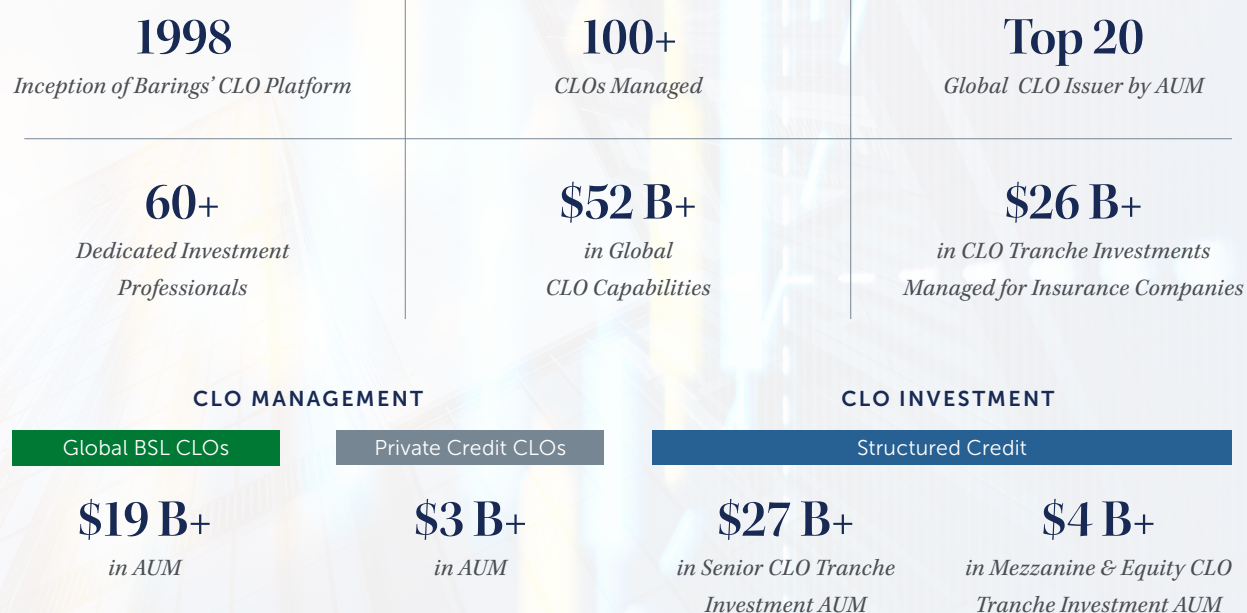 1998
Inception of Barings’ CLO Platform
100+
CLOs Managed
Top 20
Global CLO Issuer by AUM
60+
Dedicated Investment
Professionals
$52 B+
in Global
CLO Capabilities
$26 B+
in CLO Tranche Investments
Managed for Insurance Companies
CLO MANAGEMENT
Global BSL CLOs
$19 B+
in AUM
Private Credit CLOs
$3 B+
in AUM
CLO INVESTMENT
Structured Credit
$27 B+
in Senior CLO Tranche
Investment AUM
$4 B+
in Mezzanine & Equity CLO
Tranche Investment AUM